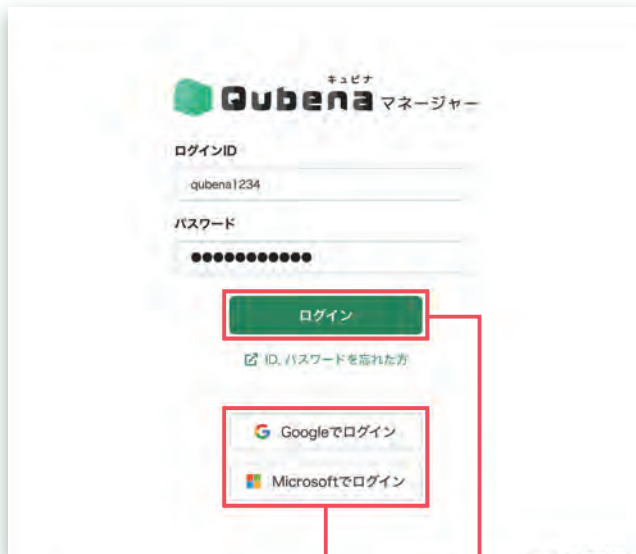 キュビナ
Qubena マネージャー
ログインID
qubena1234
パスワード
●●●●●●●●●●●
ログイン
ID、パスワードを忘れた方
Googleでログイン
Microsoftでログイン